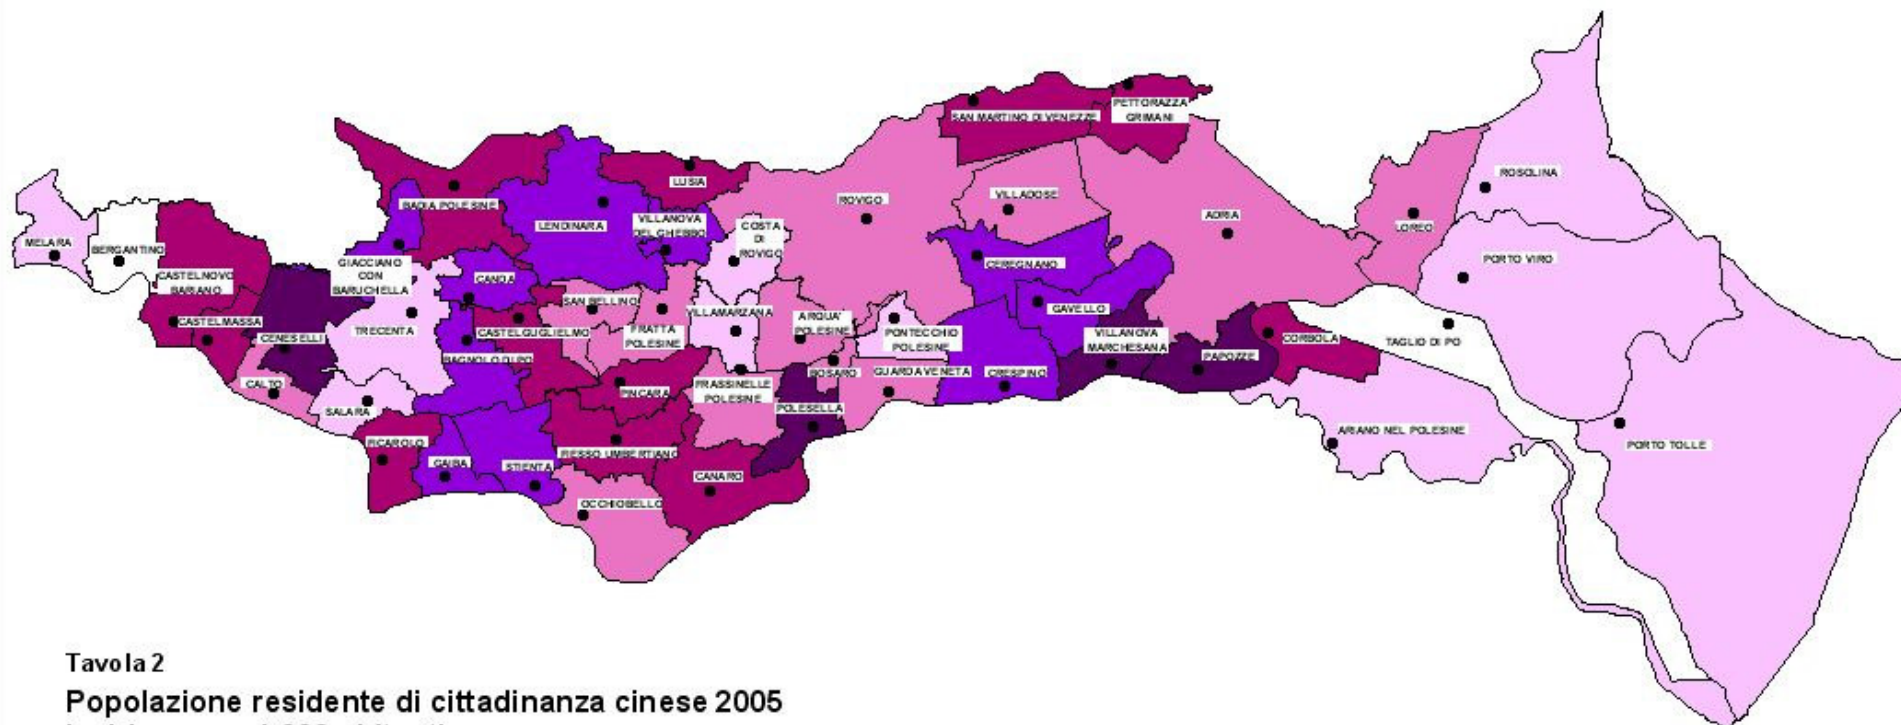 MELARA
BERGANTINO
CASTELNOVO
BARIANO
CASTELMASSA
CENESELLI
CALTO
SALARA
TRECENTA
GIACCIANO
CON
BARUCHELLA
BADIA POLESINE
CANDA
BAGNOLO DI PO
FICAROLO
GAIBA
STIENTA
LENDINARA
LUSIA
VILLANOVA
DEL GHEBBO
COSTA
DI
ROVIGO
SAN BELLINO
CASTELGUGLIELMO
FRATTA
POLESINE
VILLAMARZANA
PINCARA
FIESSO UMBERTIANO
OCCHIOBELLO
CANARO
FRASSINELLE
POLESINE
POLESELLA
ARQUA'
POLESINE
BOSARO
PONTECCHIO
POLESINE
GUARDA VENETA
ROVIGO
SAN MARTINO DI VENEZZE
PETTORAZZA
GRIMANI
VILLADOSE
CEREGNANO
GAVELLO
CRESPINO
VILLANOVA
MARCHESANA
PAPOZZE
ADRIA
CORBOLA
LOREO
ROSOLINA
PORTO VIRO
TAGLIO DI PO
ARIANO NEL POLESINE
PORTO TOLLE
Tavola 2
Popolazione residente di cittadinanza cinese 2005